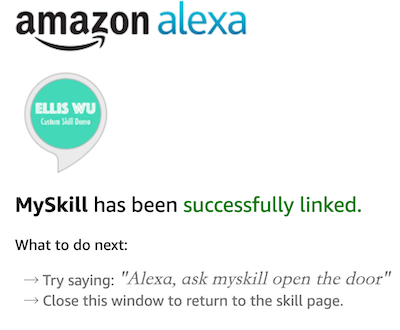 amazon alexa
ELLIS WU
Custom Skill Demo
MySkill has been successfully linked.
What to do next:
→ Try saying: "Alexa, ask myskill open the door"
→ Close this window to return to the skill page.